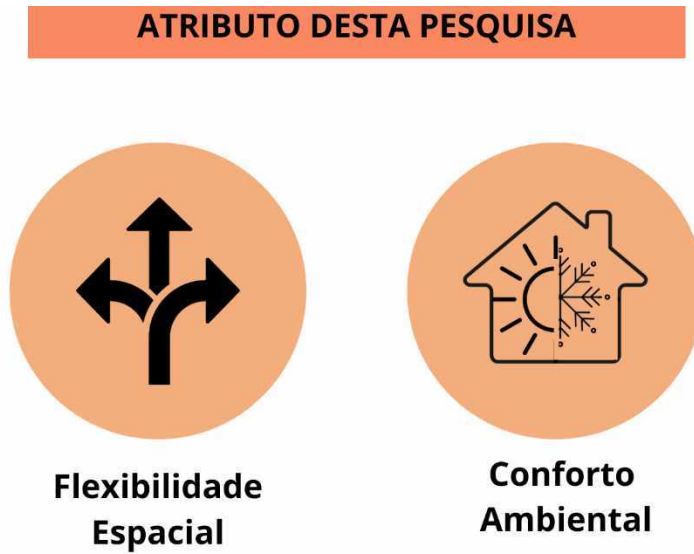 ATRIBUTO DESTA PESQUISA
Flexibilidade
Espacial
Conforto
Ambiental